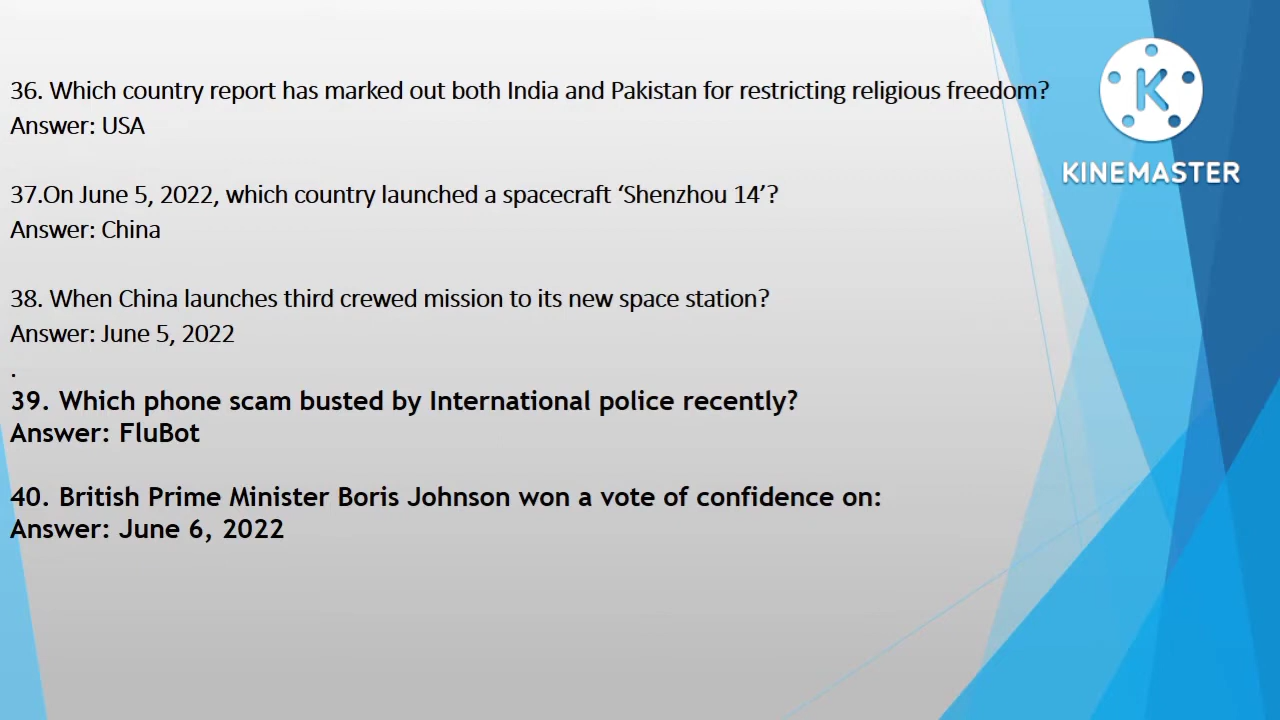 36. Which country report has marked out both India and Pakistan for restricting religious freedom?
Answer: USA
37.On June 5, 2022, which country launched a spacecraft ‘Shenzhou 14’?
Answer: China
38. When China launches third crewed mission to its new space station?
Answer: June 5, 2022
.
39. Which phone scam busted by International police recently?
Answer: FluBot
40. British Prime Minister Boris Johnson won a vote of confidence on:
Answer: June 6, 2022
K
KINEMASTER